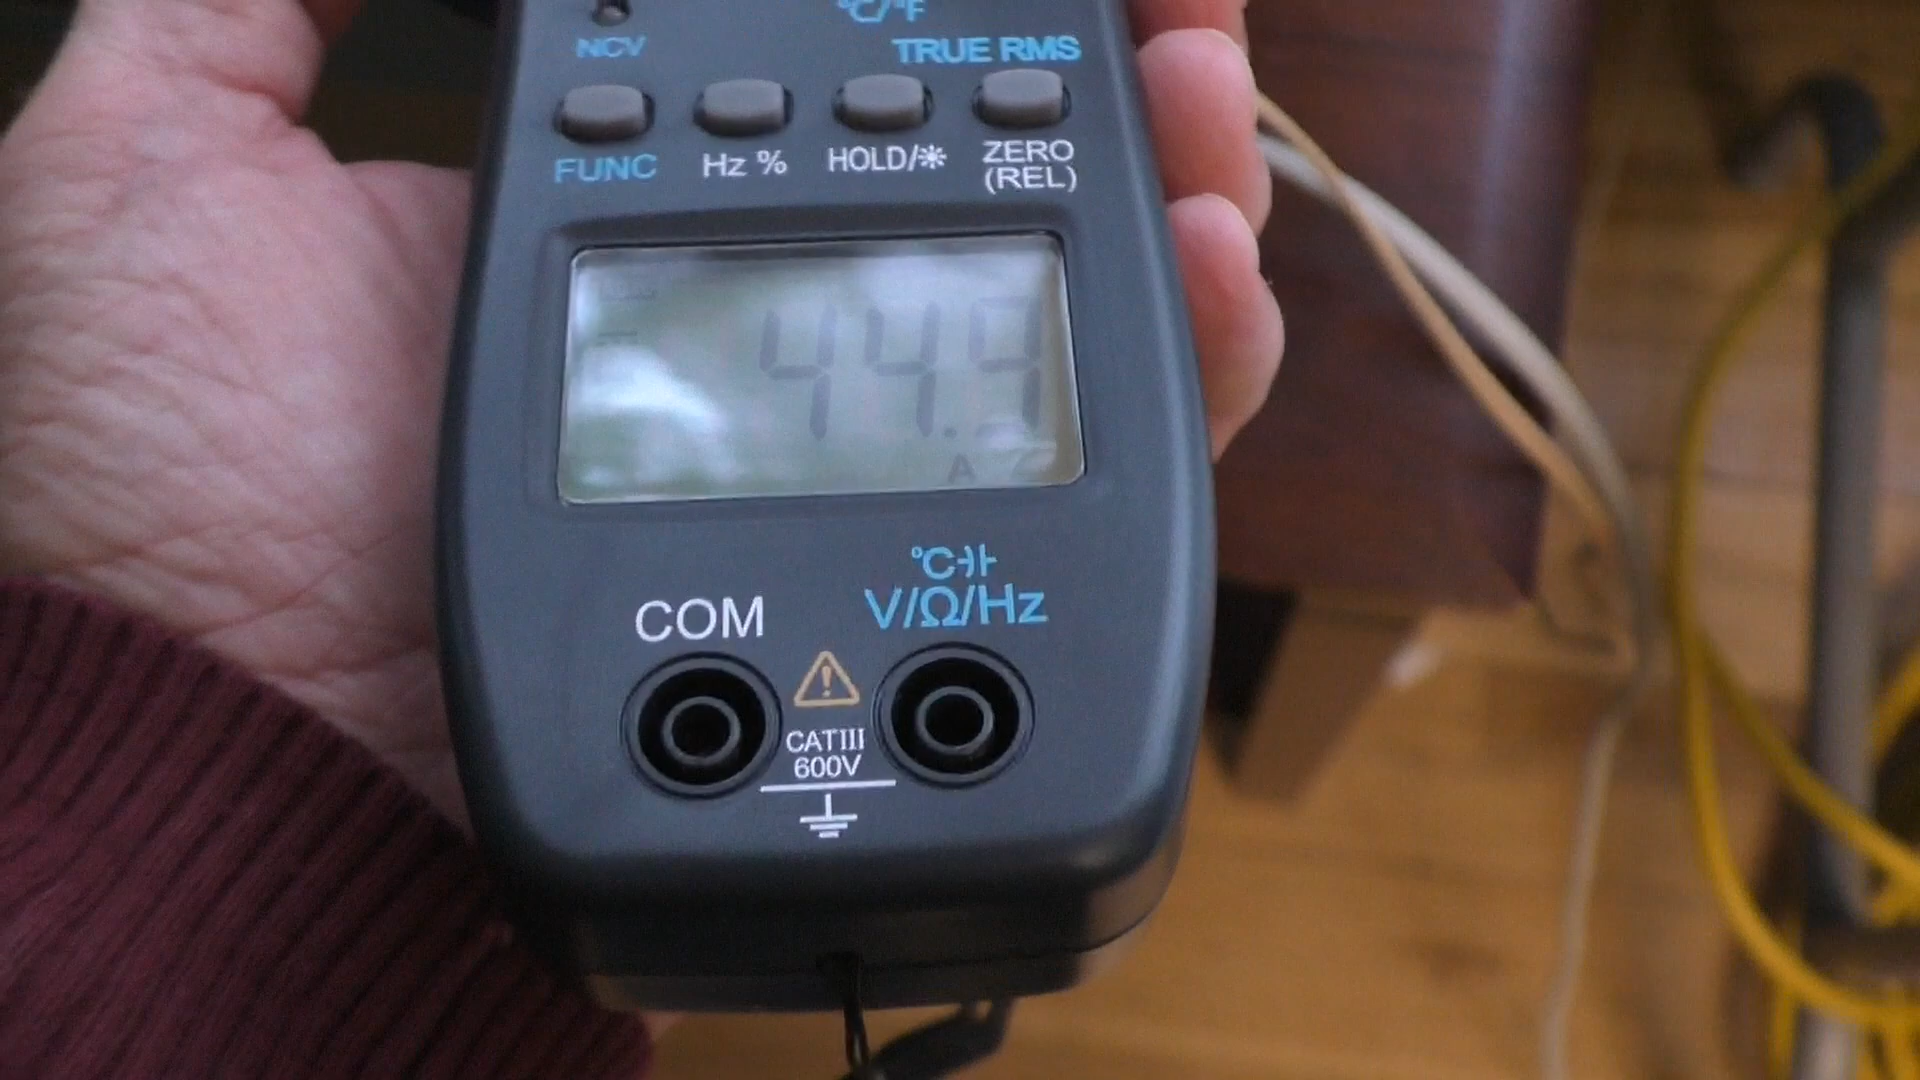 °C/°F
NCV
TRUE RMS
FUNC
Hz %
HOLD/☀
ZERO
(REL)
44.9
A
COM
°C
V/Ω/Hz
CATIII
600V